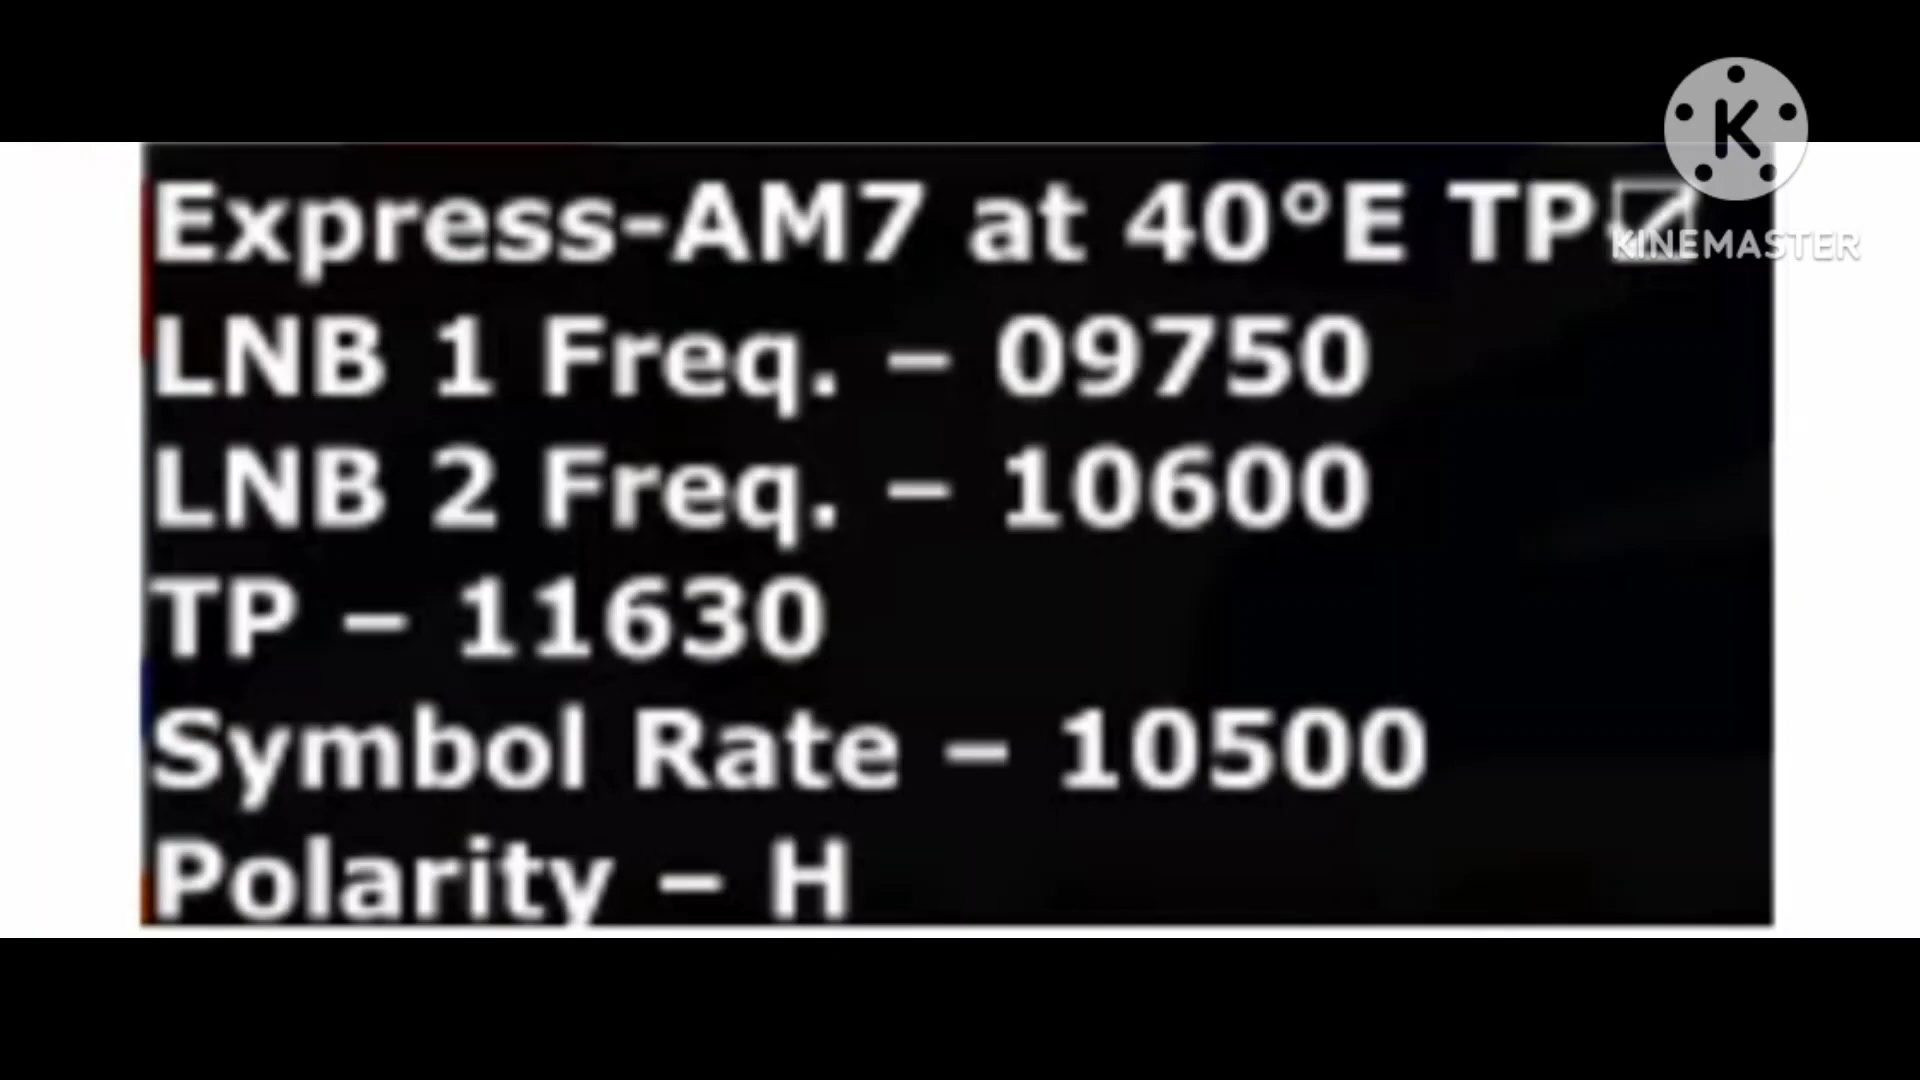 Express-AM7 at 40°E TP☑
KINEMASTER
LNB 1 Freq. – 09750
LNB 2 Freq. – 10600
TP – 11630
Symbol Rate – 10500
Polarity – H